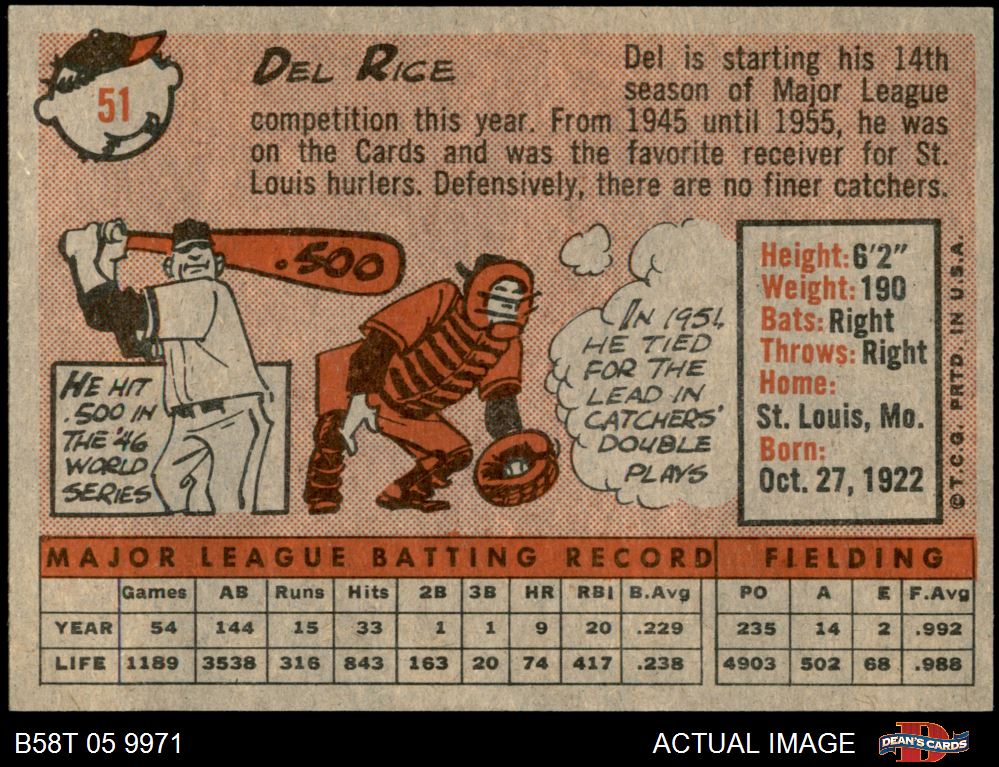 51
DEL RICE
Del is starting his 14th
season of Major League
competition this year. From 1945 until 1955, he was
on the Cards and was the favorite receiver for St.
Louis hurlers. Defensively, there are no finer catchers.
.500
HE HIT
.500 IN
THE '46
WORLD
SERIES
IN 1951
HE TIED
FOR THE
LEAD IN
CATCHERS'
DOUBLE
PLAYS
Height: 6'2"
Weight: 190
Bats: Right
Throws: Right
Home:
St. Louis, Mo.
Born:
Oct. 27, 1922
© T.C.G. PRTD. IN U.S.A.
MAJOR LEAGUE BATTING RECORD FIELDING
Games AB Runs Hits 2B 3B HR RBI B.Avg PO A E F.Avg
YEAR 54 144 15 33 1 1 9 20 .229 235 14 2 .992
LIFE 1189 3538 316 843 163 20 74 417 .238 4903 502 68 .988
B58T 05 9971
ACTUAL IMAGE
D
DEAN'S CARDS